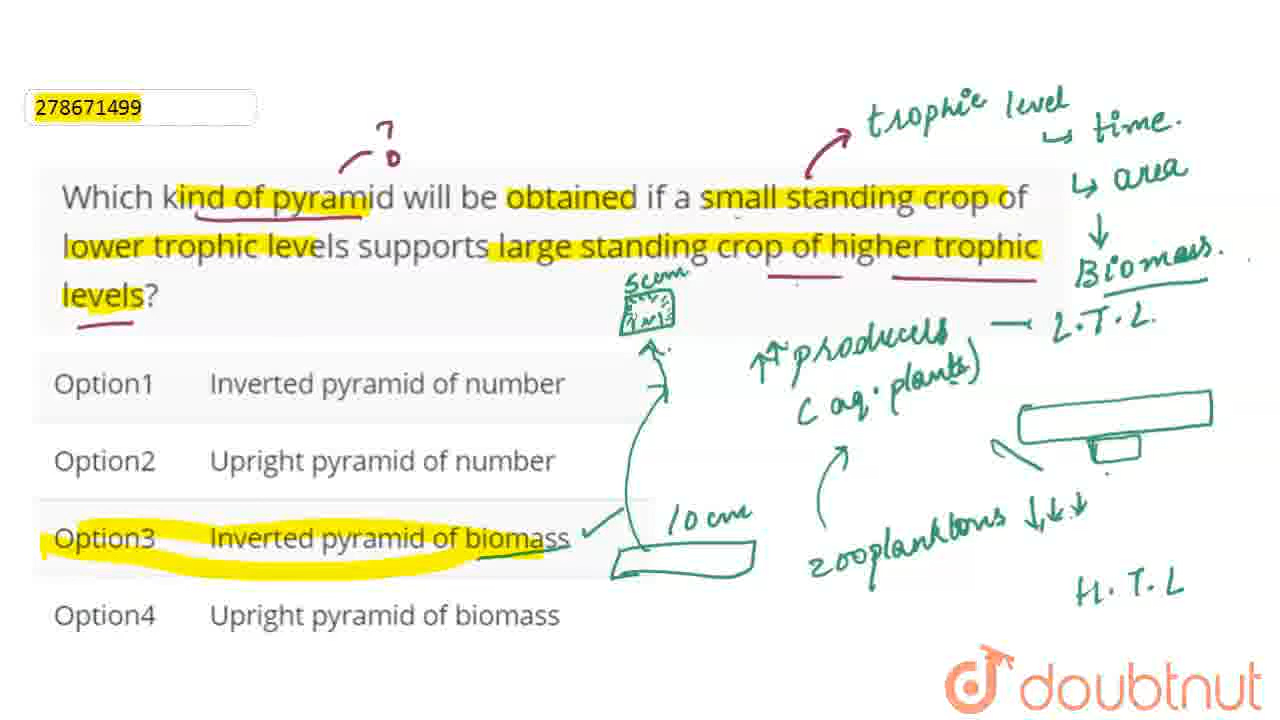 278671499
?
trophic level
↳ time.
↳ area
↓
Biomass.
Which kind of pyramid will be obtained if a small standing crop of
lower trophic levels supports large standing crop of higher trophic
levels?
5cm
↑↑ producers — L.T.L.
(aq. plants)
Option1 Inverted pyramid of number
Option2 Upright pyramid of number
Option3 Inverted pyramid of biomass
10 cm
zooplanktons ↓↓↓
H.T.L
Option4 Upright pyramid of biomass
doubtnut